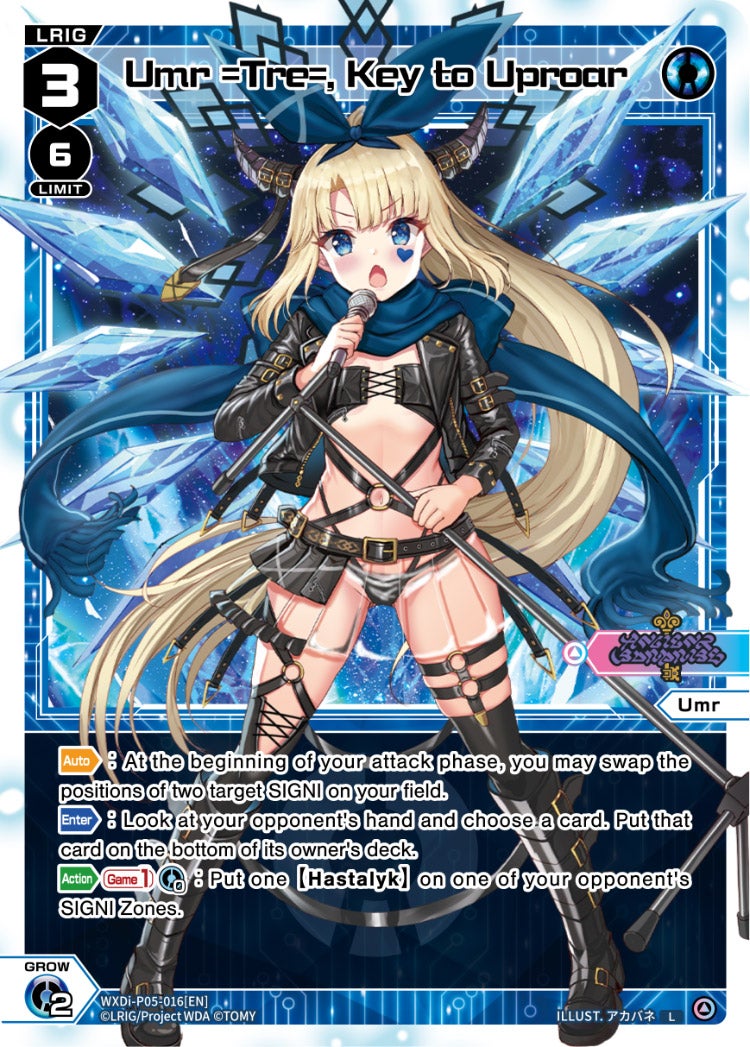 LRIG
3
Umr =Tre=, Key to Uproar
6
LIMIT
Umr
Auto : At the beginning of your attack phase, you may swap the
positions of two target SIGNI on your field.
Enter : Look at your opponent's hand and choose a card. Put that
card on the bottom of its owner's deck.
Action Game 1 0 : Put one 【Hastalyk】 on one of your opponent's
SIGNI Zones.
GROW
2
WXDi-P05-016[EN]
©LRIG/Project WDA ©TOMY
ILLUST. アカバネ L